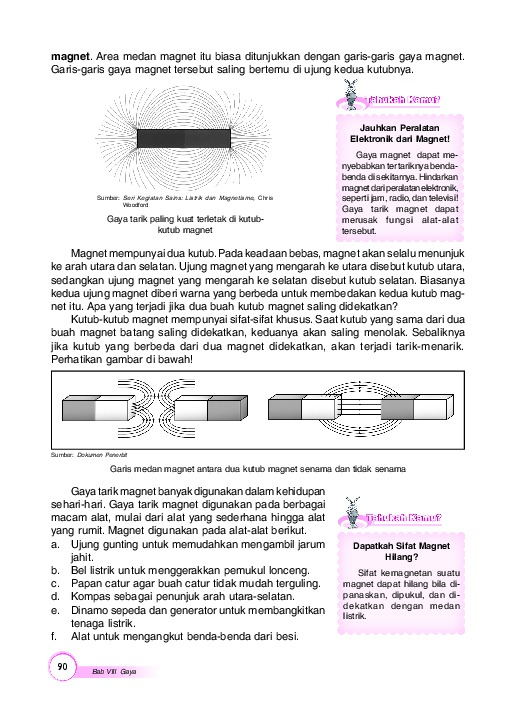 magnet. Area medan magnet itu biasa ditunjukkan dengan garis-garis gaya magnet.
Garis-garis gaya magnet tersebut saling bertemu di ujung kedua kutubnya.
Sumber: Seri Kegiatan Sains: Listrik dan Magnetisme, Chris
Woodford
Gaya tarik paling kuat terletak di kutub-
kutub magnet
Tahukah Kamu?
Jauhkan Peralatan
Elektronik dari Magnet!
Gaya magnet dapat me-
nyebabkan tertariknya benda-
benda di sekitarnya. Hindarkan
magnet dari peralatan elektronik,
seperti jam, radio, dan televisi!
Gaya tarik magnet dapat
merusak fungsi alat-alat
tersebut.
Magnet mempunyai dua kutub. Pada keadaan bebas, magnet akan selalu menunjuk
ke arah utara dan selatan. Ujung magnet yang mengarah ke utara disebut kutub utara,
sedangkan ujung magnet yang mengarah ke selatan disebut kutub selatan. Biasanya
kedua ujung magnet diberi warna yang berbeda untuk membedakan kedua kutub mag-
net itu. Apa yang terjadi jika dua buah kutub magnet saling didekatkan?
Kutub-kutub magnet mempunyai sifat-sifat khusus. Saat kutub yang sama dari dua
buah magnet batang saling didekatkan, keduanya akan saling menolak. Sebaliknya
jika kutub yang berbeda dari dua magnet didekatkan, akan terjadi tarik-menarik.
Perhatikan gambar di bawah!
Sumber: Dokumen Penerbit
Garis medan magnet antara dua kutub magnet senama dan tidak senama
Gaya tarik magnet banyak digunakan dalam kehidupan
sehari-hari. Gaya tarik magnet digunakan pada berbagai
macam alat, mulai dari alat yang sederhana hingga alat
yang rumit. Magnet digunakan pada alat-alat berikut.
a. Ujung gunting untuk memudahkan mengambil jarum
jahit.
b. Bel listrik untuk menggerakkan pemukul lonceng.
c. Papan catur agar buah catur tidak mudah terguling.
d. Kompas sebagai penunjuk arah utara-selatan.
e. Dinamo sepeda dan generator untuk membangkitkan
tenaga listrik.
f. Alat untuk mengangkut benda-benda dari besi.
Tahukah Kamu?
Dapatkah Sifat Magnet
Hilang?
Sifat kemagnetan suatu
magnet dapat hilang bila di-
panaskan, dipukul, dan di-
dekatkan dengan medan
listrik.
90
Bab VIII Gaya